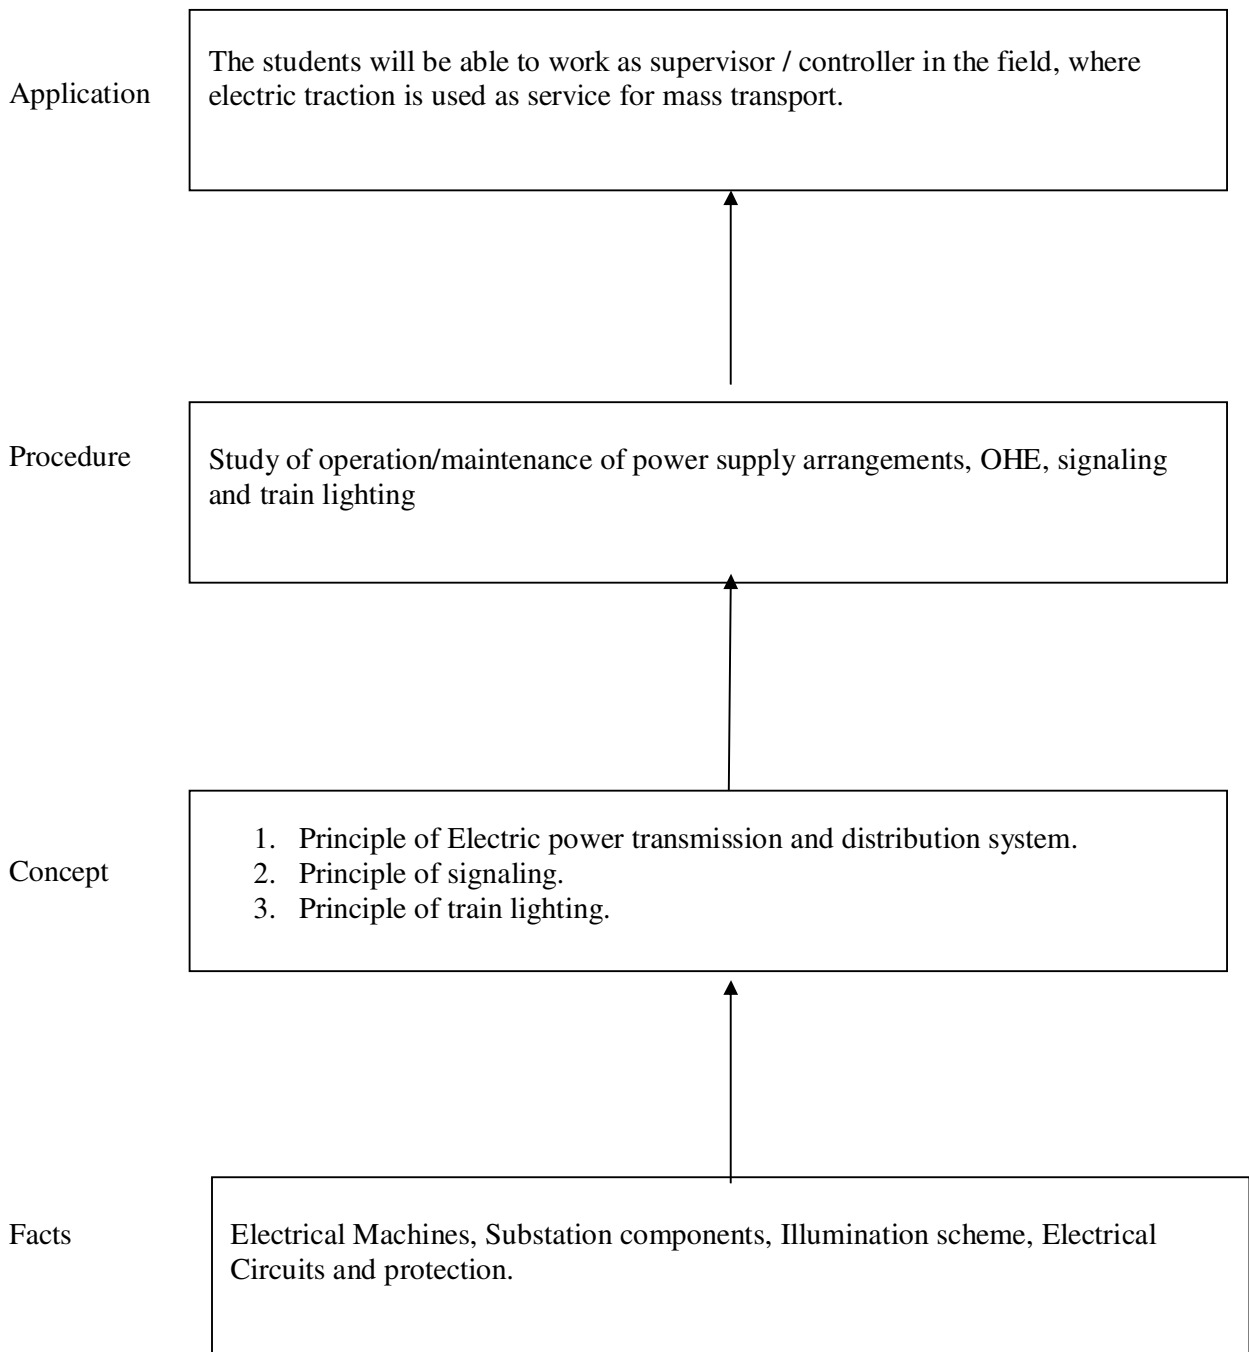 Application
The students will be able to work as supervisor / controller in the field, where
electric traction is used as service for mass transport.
Procedure
Study of operation/maintenance of power supply arrangements, OHE, signaling
and train lighting
Concept
1. Principle of Electric power transmission and distribution system.
2. Principle of signaling.
3. Principle of train lighting.
Facts
Electrical Machines, Substation components, Illumination scheme, Electrical
Circuits and protection.